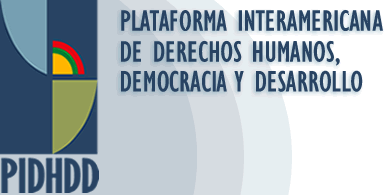 PLATAFORMA INTERAMERICANA
DE DERECHOS HUMANOS,
DEMOCRACIA Y DESARROLLO
PIDHDD